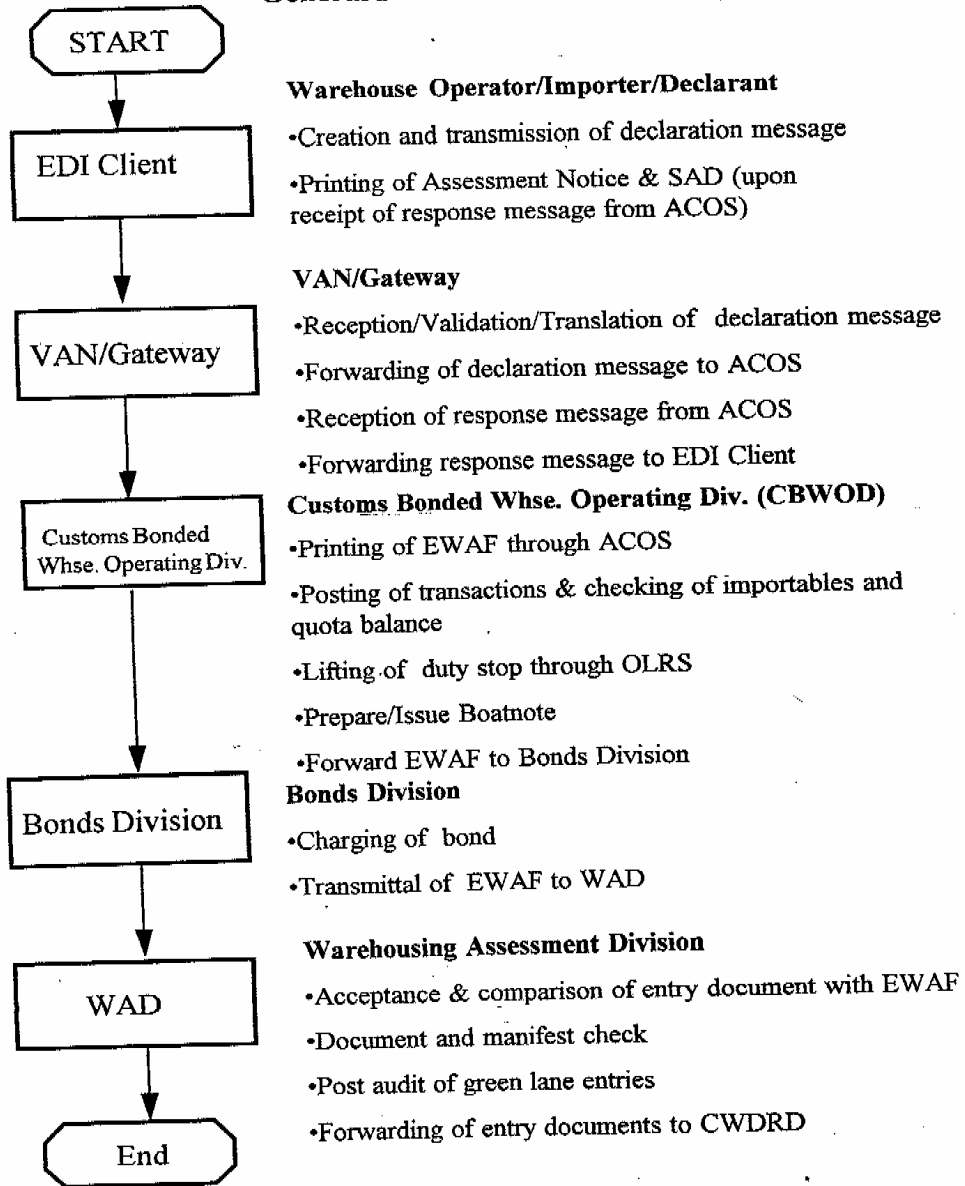 START
Warehouse Operator/Importer/Declarant
•Creation and transmission of declaration message
EDI Client
•Printing of Assessment Notice & SAD (upon
receipt of response message from ACOS)
VAN/Gateway
•Reception/Validation/Translation of declaration message
VAN/Gateway
•Forwarding of declaration message to ACOS
•Reception of response message from ACOS
•Forwarding response message to EDI Client
Customs Bonded Whse. Operating Div. (CBWOD)
Customs Bonded
Whse. Operating Div.
•Printing of EWAF through ACOS
•Posting of transactions & checking of importables and
quota balance
•Lifting of duty stop through OLRS
•Prepare/Issue Boatnote
•Forward EWAF to Bonds Division
Bonds Division
Bonds Division
•Charging of bond
•Transmittal of EWAF to WAD
Warehousing Assessment Division
WAD
•Acceptance & comparison of entry document with EWAF
•Document and manifest check
•Post audit of green lane entries
•Forwarding of entry documents to CWDRD
End